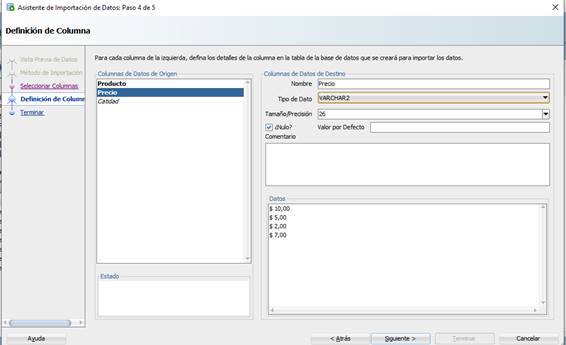 Asistente de Importación de Datos: Paso 4 de 5
Definición de Columna
Vista Previa de Datos
Método de Importación
Seleccionar Columnas
Definición de Column
Terminar
Para cada columna de la izquierda, defina los detalles de la columna en la tabla de la base de datos que se creará para importar los datos.
Columnas de Datos de Origen
Producto
Precio
Catidad
Estado
Columnas de Datos de Destino
Nombre Precio
Tipo de Dato VARCHAR2
Tamaño/Precisión 26
¿Nulo? Valor por Defecto
Comentario
Datos
$ 10,00
$ 5,00
$ 2,00
$ 7,00
Ayuda < Atrás Siguiente > Terminar Cancelar